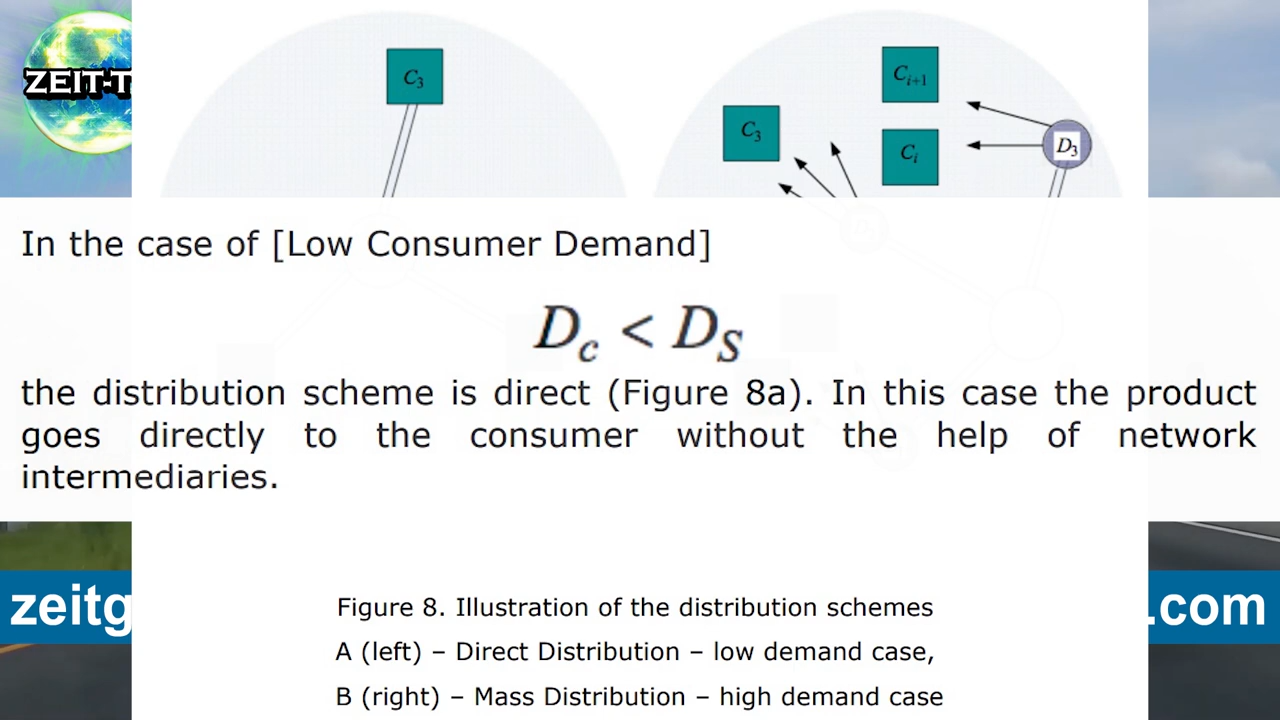 ZEIT-T
C3
Ci+1
C3
Ci
D3
In the case of [Low Consumer Demand]
Dc < DS
the distribution scheme is direct (Figure 8a). In this case the product
goes directly to the consumer without the help of network
intermediaries.
zeitg
.com
Figure 8. Illustration of the distribution schemes
A (left) – Direct Distribution – low demand case,
B (right) – Mass Distribution – high demand case